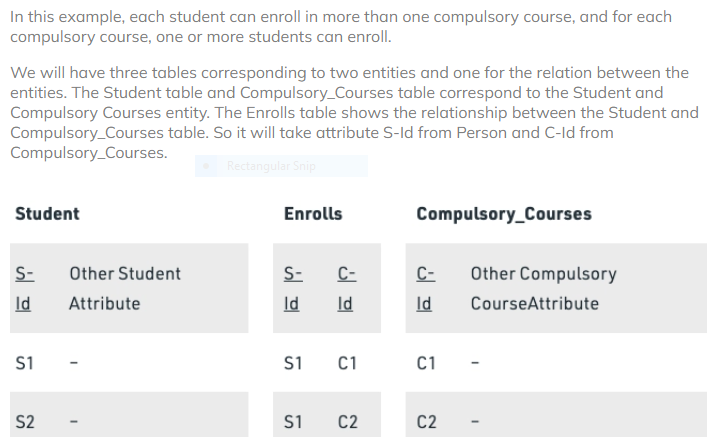 In this example, each student can enroll in more than one compulsory course, and for each
compulsory course, one or more students can enroll.
We will have three tables corresponding to two entities and one for the relation between the
entities. The Student table and Compulsory_Courses table correspond to the Student and
Compulsory Courses entity. The Enrolls table shows the relationship between the Student and
Compulsory_Courses table. So it will take attribute S-Id from Person and C-Id from
Compulsory_Courses.
Rectangular Snip
Student Enrolls Compulsory_Courses
S- Other Student S- C- C- Other Compulsory
Id Attribute Id Id Id CourseAttribute
S1 – S1 C1 C1 –
S2 – S1 C2 C2 –